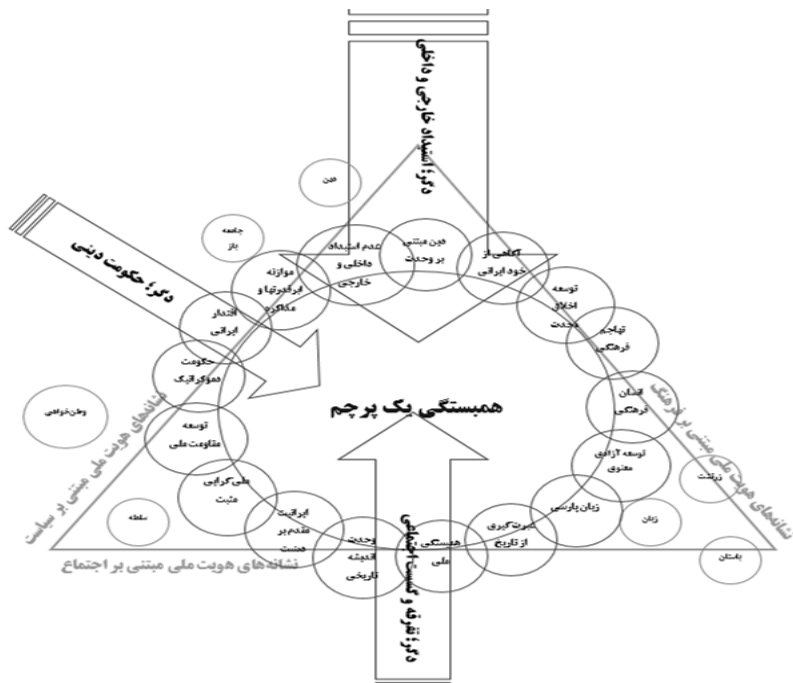 دگر؛ استبداد خارجی و داخلی
دین
جامعه
باز
دگر؛ حکومت دینی
عدم استبداد
داخلی و
خارجی
دین مبتنی
بر وحدت
آگاهی از
خود ایرانی
موازنه
ابرقدرتها و
مذاکره
توسعه
اخلاق
وحدت
اقتدار
ایرانی
تهاجم
فرهنگی
حکومت
دموکراتیک
انسان
فرهنگی
وطن‌خواهی
همبستگی یک پرچم
توسعه
مقاومت ملی
توسعه آزادی
معنوی
نشانه‌های هویت ملی مبتنی بر سیاست
نشانه‌های هویت ملی مبتنی بر فرهنگ
زرتشت
ملی‌گرایی
مثبت
زبان پارسی
سلطه
زبان
ایرانیت
مقدم بر
عبرت‌گیری
از تاریخ
وحدت
اندیشه
تاریخی
همبستگی
ملی
باستان
دگر؛ تفرقه و گسست اجتماعی
نشانه‌های هویت ملی مبتنی بر اجتماع